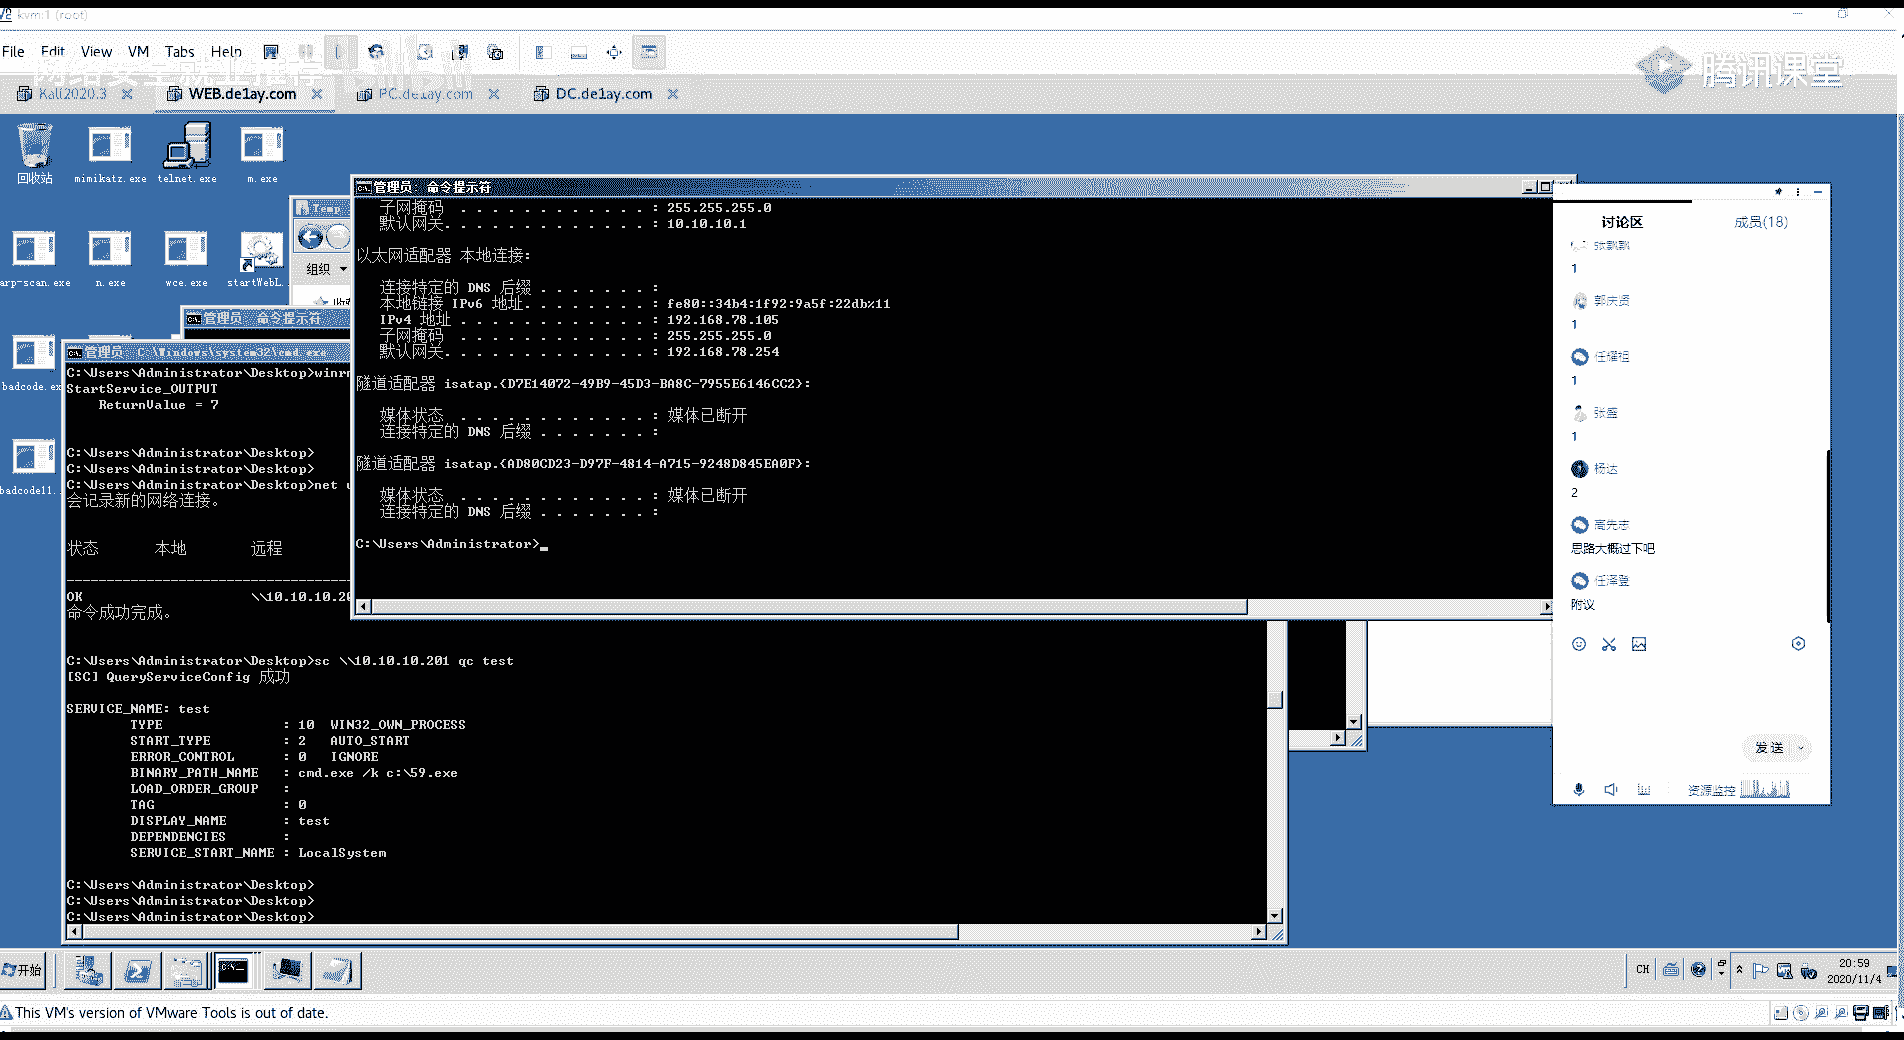 kvm:1 (root)
File Edit View VM Tabs Help
腾讯课堂
Kali2020.3
WEB.de1ay.com
PC.de1ay.com
DC.de1ay.com
回收站
mimikatz.exe
telnet.exe
m.exe
arp-scan.exe
n.exe
wce.exe
startWebL.
badcode.ex
badcode11..
Temp
组织
管理员: 命令提示符
子网掩码 . . . . . . . . . . . . : 255.255.255.0
默认网关. . . . . . . . . . . . . : 10.10.10.1
以太网适配器 本地连接:
连接特定的 DNS 后缀 . . . . . . . :
本地链接 IPv6 地址. . . . . . . . : fe80::34b4:1f92:9a5f:22db%11
IPv4 地址 . . . . . . . . . . . . : 192.168.78.105
子网掩码 . . . . . . . . . . . . : 255.255.255.0
默认网关. . . . . . . . . . . . . : 192.168.78.254
隧道适配器 isatap.{D7E14072-49B9-45D3-BA8C-7955E6146CC2}:
媒体状态 . . . . . . . . . . . . : 媒体已断开
连接特定的 DNS 后缀 . . . . . . . :
隧道适配器 isatap.{AD80CD23-D97F-4814-A715-9248D845EA0F}:
媒体状态 . . . . . . . . . . . . : 媒体已断开
连接特定的 DNS 后缀 . . . . . . . :
C:\Users\Administrator>
管理员: 命令提示符
管理员: C:\Windows\system32\cmd.exe
C:\Users\Administrator\Desktop>winrm
StartService_OUTPUT
ReturnValue = 7
C:\Users\Administrator\Desktop>
C:\Users\Administrator\Desktop>
C:\Users\Administrator\Desktop>net u
会记录新的网络连接。
状态 本地 远程
OK \\10.10.10.20
命令成功完成。
C:\Users\Administrator\Desktop>sc \\10.10.10.201 qc test
[SC] QueryServiceConfig 成功
SERVICE_NAME: test
TYPE : 10 WIN32_OWN_PROCESS
START_TYPE : 2 AUTO_START
ERROR_CONTROL : 0 IGNORE
BINARY_PATH_NAME : cmd.exe /k c:\59.exe
LOAD_ORDER_GROUP :
TAG : 0
DISPLAY_NAME : test
DEPENDENCIES :
SERVICE_START_NAME : LocalSystem
C:\Users\Administrator\Desktop>
C:\Users\Administrator\Desktop>
C:\Users\Administrator\Desktop>
讨论区 成员(18)
1
郭庆贤
1
任耀祖
1
张盛
1
杨达
2
高先志
思路大概过下吧
任泽登
附议
发送
资源监控
开始
CH
20:59
2020/11/4
This VM's version of VMware Tools is out of date.